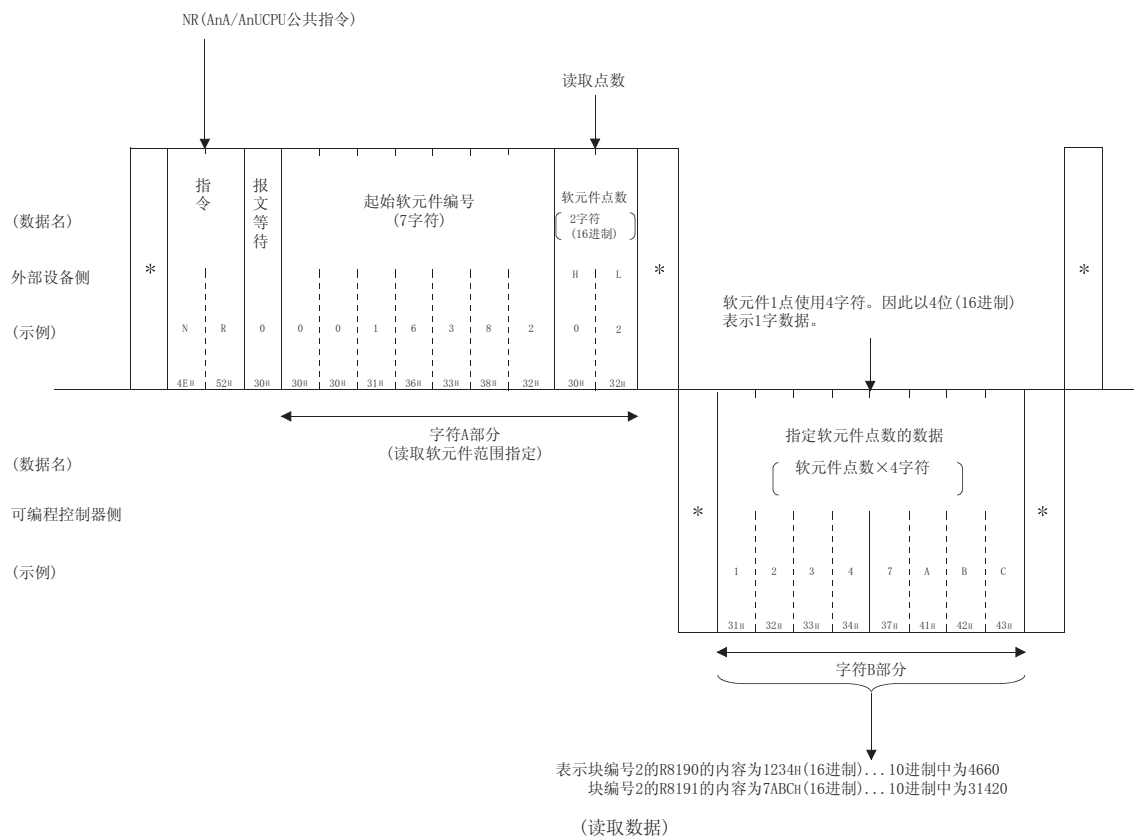 NR(AnA/AnUCPU公共指令)
读取点数
(数据名)
指令
报文等待
起始软元件编号
(7字符)
软元件点数
2字符
(16进制)
外部设备侧
*
H L
*
*
(示例)
N R 0 0 0 1 6 3 8 2 0 2
4EH 52H 30H 30H 30H 31H 36H 33H 38H 32H 30H 32H
软元件1点使用4字符。因此以4位(16进制)
表示1字数据。
字符A部分
(读取软元件范围指定)
(数据名)
指定软元件点数的数据
软元件点数×4字符
可编程控制器侧
*
*
(示例)
1 2 3 4 7 A B C
31H 32H 33H 34H 37H 41H 42H 43H
字符B部分
表示块编号2的R8190的内容为1234H(16进制)...10进制中为4660
块编号2的R8191的内容为7ABCH(16进制)...10进制中为31420
(读取数据)